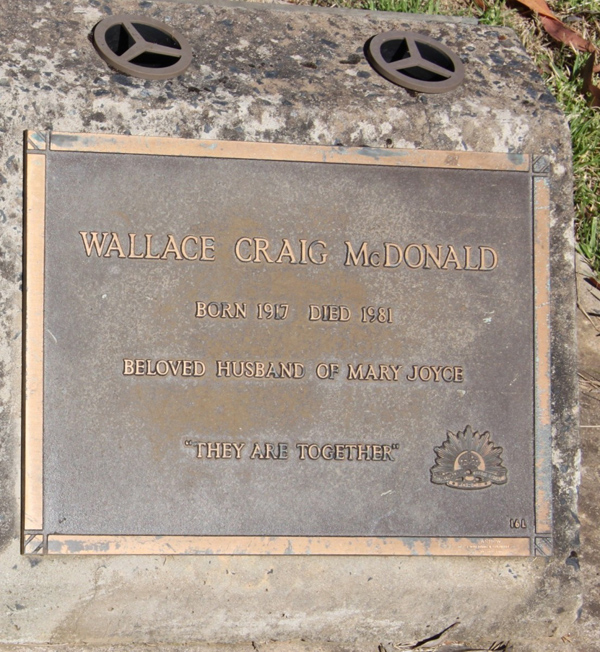 WALLACE CRAIG McDONALD
BORN 1917 DIED 1981
BELOVED HUSBAND OF MARY JOYCE
"THEY ARE TOGETHER"
161